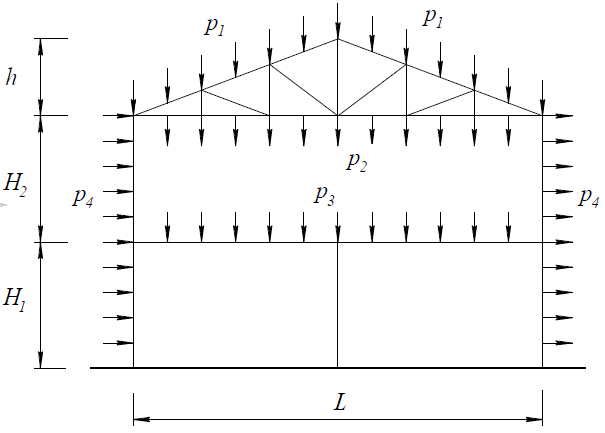 p₁ p₁
h
p₂
H₂
p₄ p₃ p₄
H₁
L